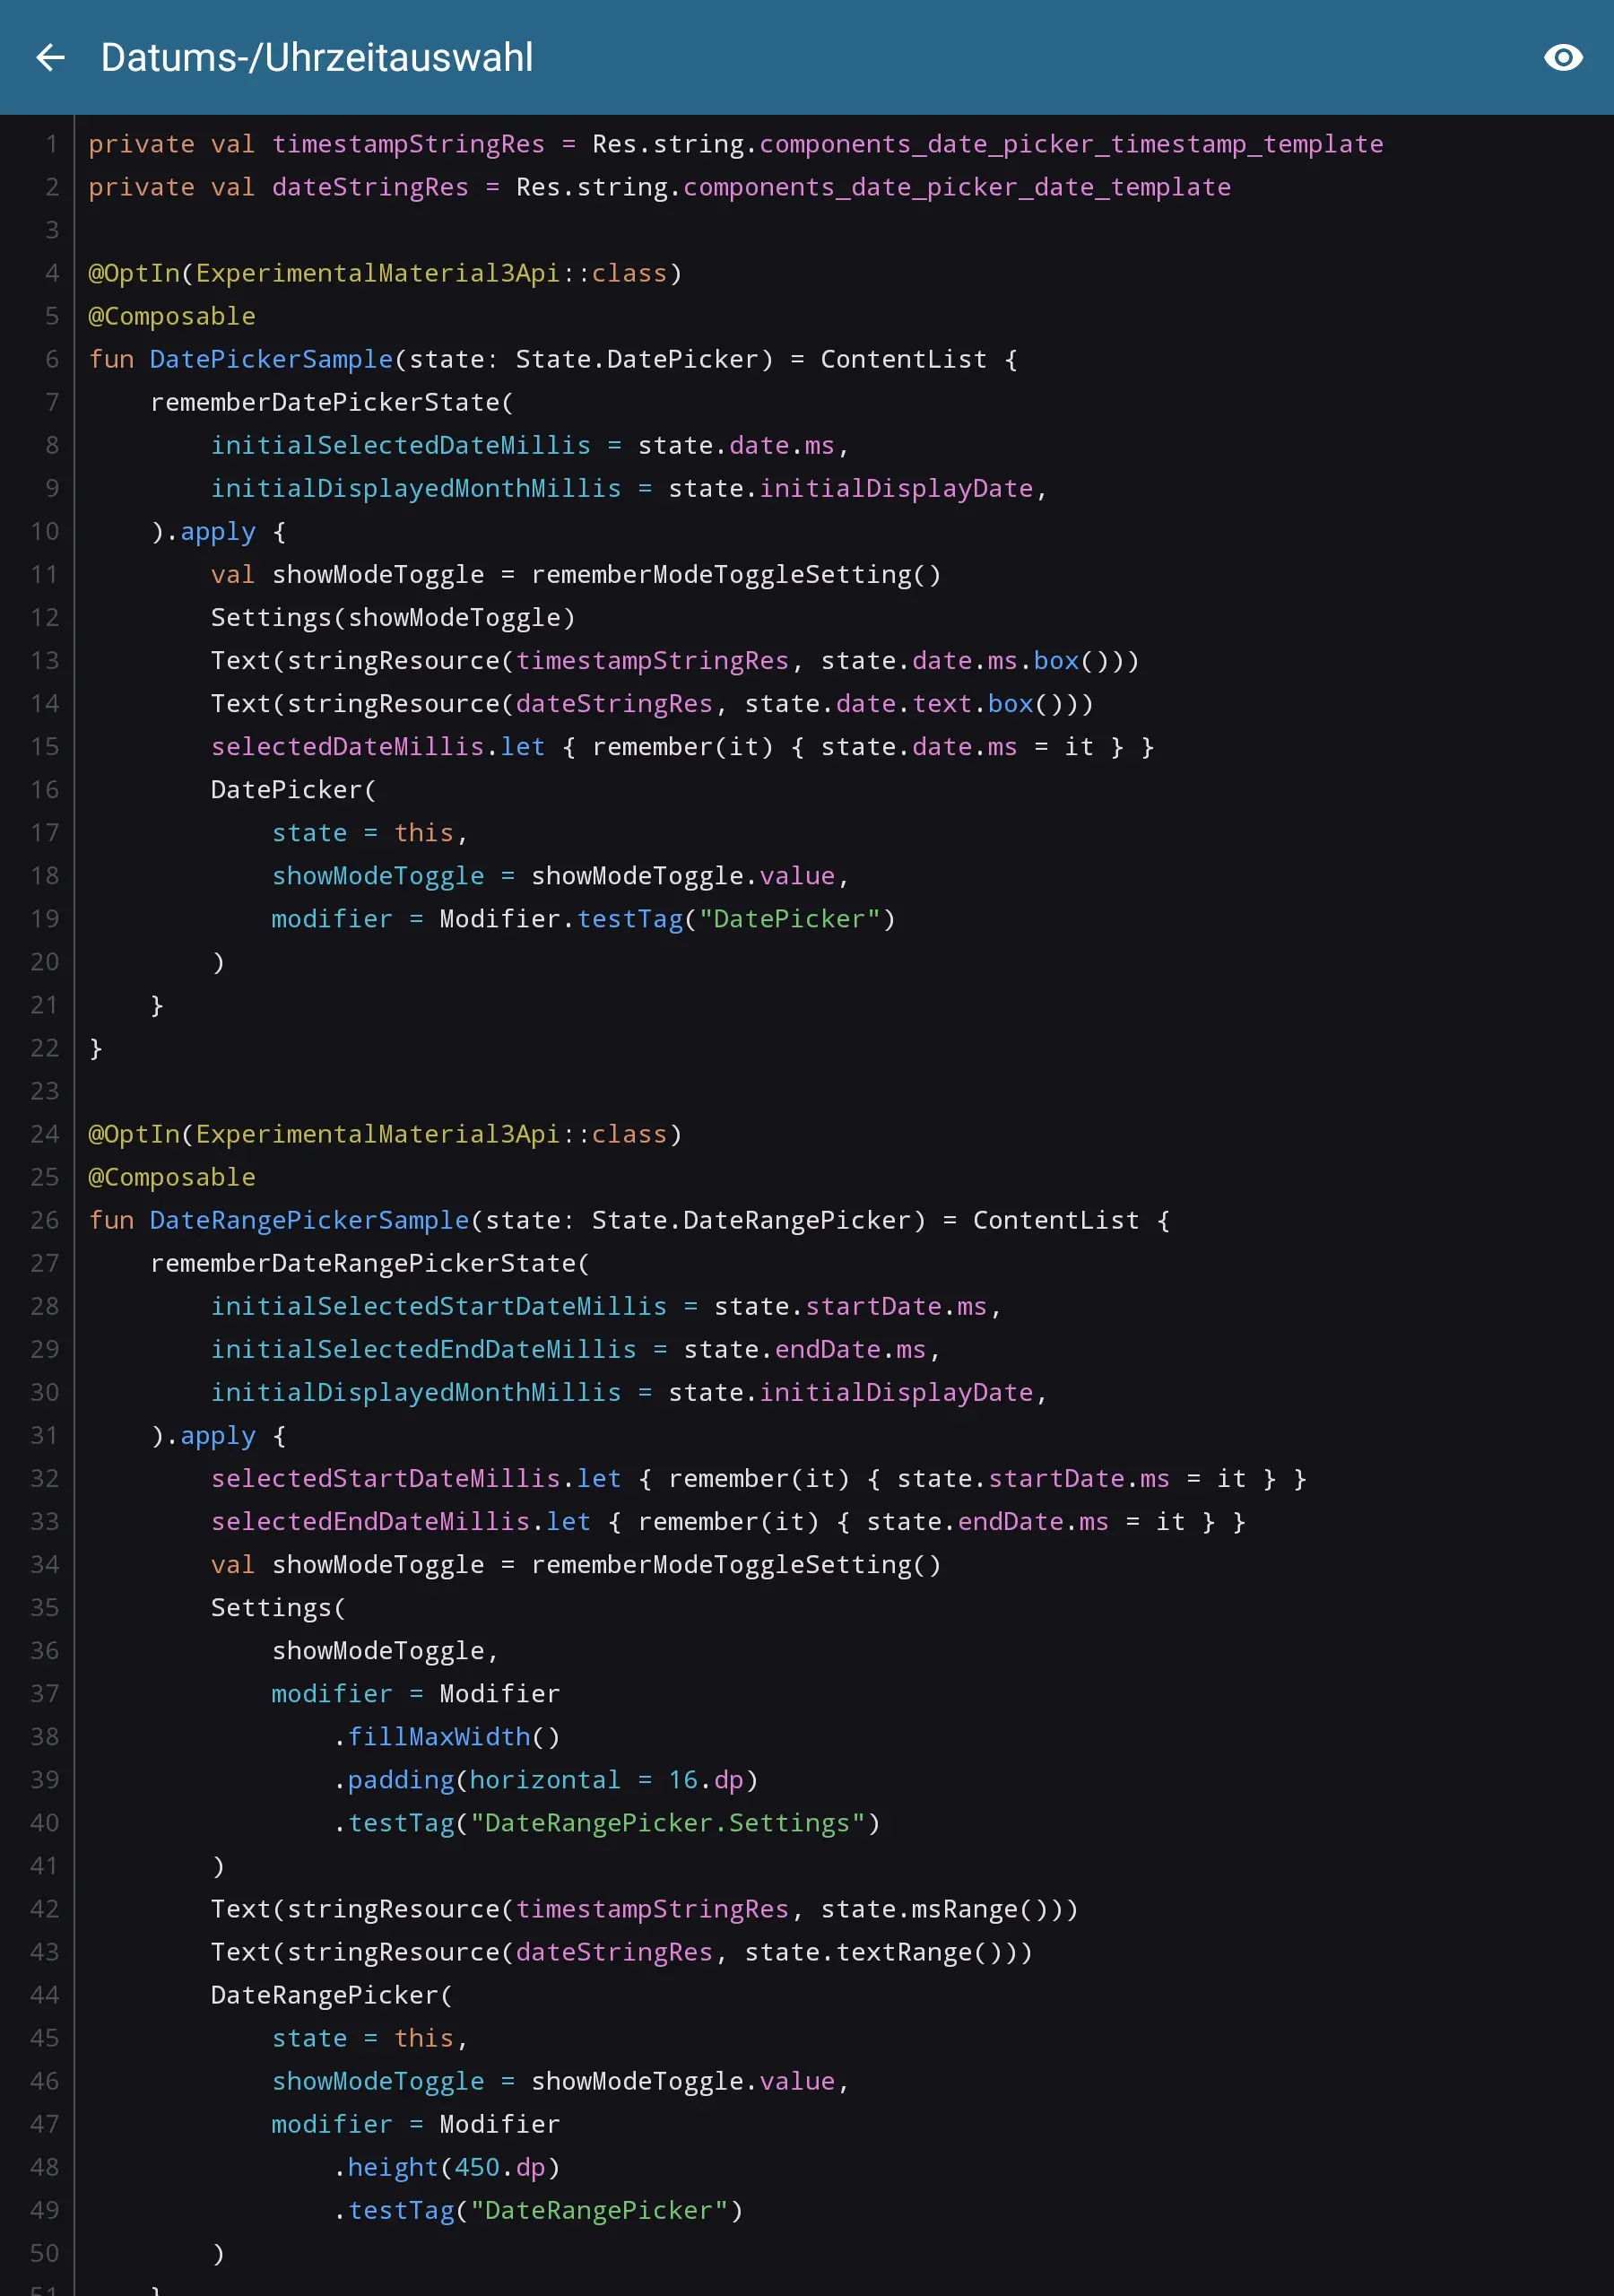 Datums-/Uhrzeitauswahl
1 private val timestampStringRes = Res.string.components_date_picker_timestamp_template
2 private val dateStringRes = Res.string.components_date_picker_date_template
3
4 @OptIn(ExperimentalMaterial3Api::class)
5 @Composable
6 fun DatePickerSample(state: State.DatePicker) = ContentList {
7     rememberDatePickerState(
8         initialSelectedDateMillis = state.date.ms,
9         initialDisplayedMonthMillis = state.initialDisplayDate,
10     ).apply {
11         val showModeToggle = rememberModeToggleSetting()
12         Settings(showModeToggle)
13         Text(stringResource(timestampStringRes, state.date.ms.box()))
14         Text(stringResource(dateStringRes, state.date.text.box()))
15         selectedDateMillis.let { remember(it) { state.date.ms = it } }
16         DatePicker(
17             state = this,
18             showModeToggle = showModeToggle.value,
19             modifier = Modifier.testTag("DatePicker")
20         )
21     }
22 }
23
24 @OptIn(ExperimentalMaterial3Api::class)
25 @Composable
26 fun DateRangePickerSample(state: State.DateRangePicker) = ContentList {
27     rememberDateRangePickerState(
28         initialSelectedStartDateMillis = state.startDate.ms,
29         initialSelectedEndDateMillis = state.endDate.ms,
30         initialDisplayedMonthMillis = state.initialDisplayDate,
31     ).apply {
32         selectedStartDateMillis.let { remember(it) { state.startDate.ms = it } }
33         selectedEndDateMillis.let { remember(it) { state.endDate.ms = it } }
34         val showModeToggle = rememberModeToggleSetting()
35         Settings(
36             showModeToggle,
37             modifier = Modifier
38                 .fillMaxWidth()
39                 .padding(horizontal = 16.dp)
40                 .testTag("DateRangePicker.Settings")
41         )
42         Text(stringResource(timestampStringRes, state.msRange()))
43         Text(stringResource(dateStringRes, state.textRange()))
44         DateRangePicker(
45             state = this,
46             showModeToggle = showModeToggle.value,
47             modifier = Modifier
48                 .height(450.dp)
49                 .testTag("DateRangePicker")
50         )
51     }